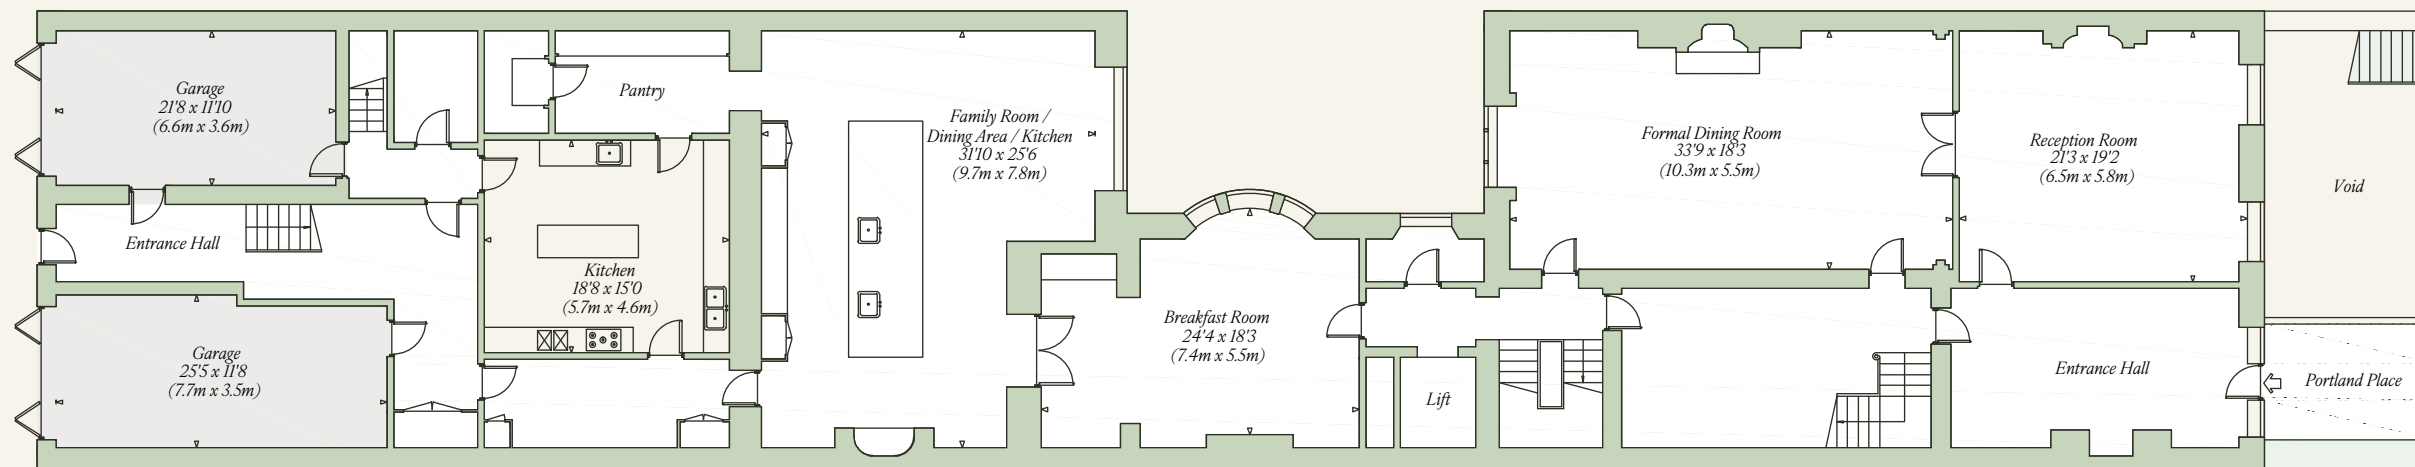 Garage
21'8 x 11'10
(6.6m x 3.6m)
Pantry
Family Room /
Dining Area / Kitchen
31'10 x 25'6
(9.7m x 7.8m)
Formal Dining Room
33'9 x 18'3
(10.3m x 5.5m)
Reception Room
21'3 x 19'2
(6.5m x 5.8m)
Void
Entrance Hall
Kitchen
18'8 x 15'0
(5.7m x 4.6m)
Breakfast Room
24'4 x 18'3
(7.4m x 5.5m)
Garage
25'5 x 11'8
(7.7m x 3.5m)
Lift
Entrance Hall
Portland Place